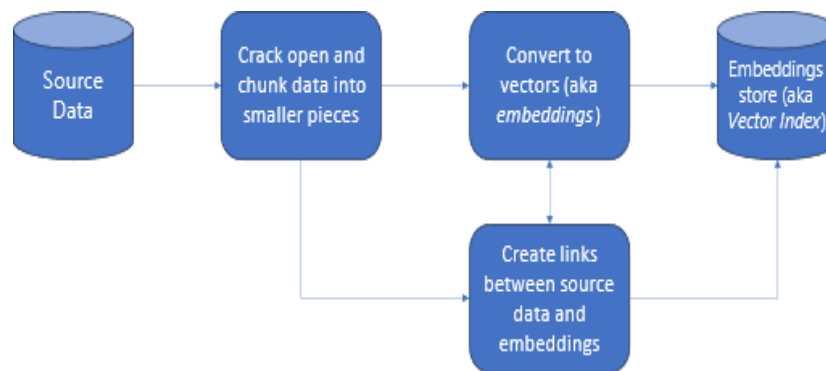 Source
Data
Crack open and
chunk data into
smaller pieces
Convert to
vectors (aka
embeddings)
Embeddings
store (aka
Vector Index)
Create links
between source
data and
embeddings